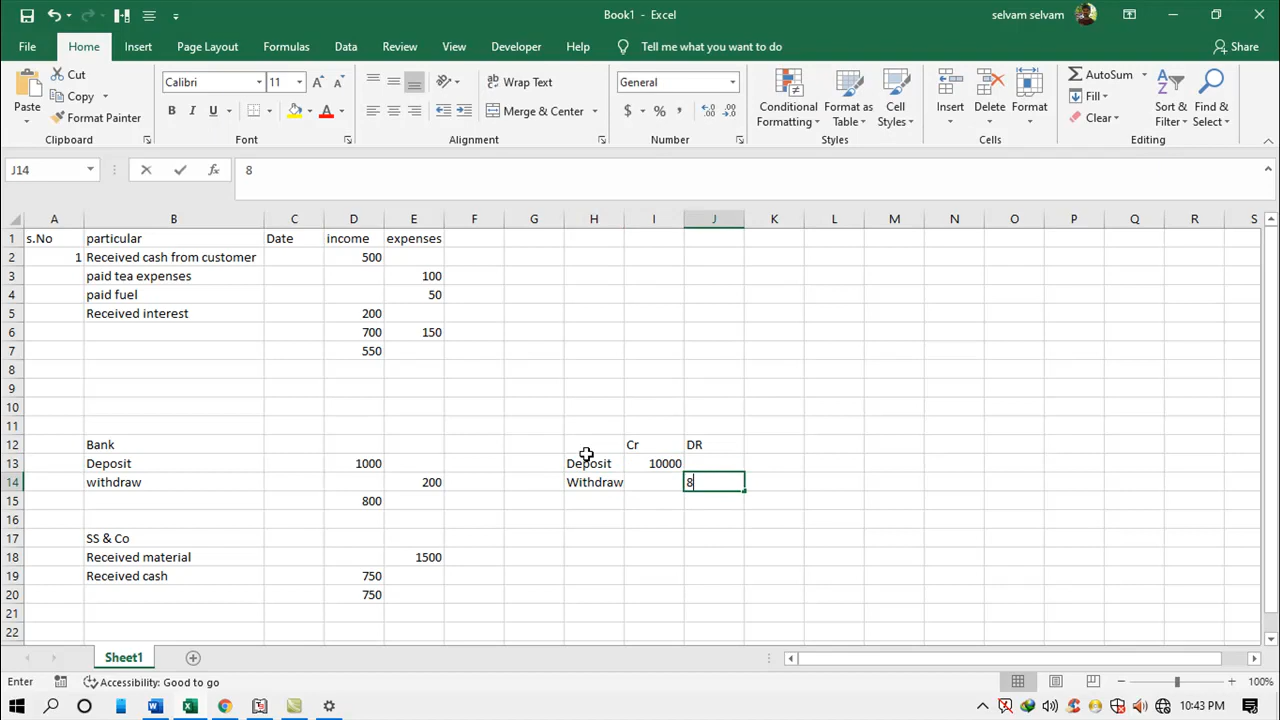 Book1 - Excel
selvam selvam
File Home Insert Page Layout Formulas Data Review View Developer Help Tell me what you want to do Share
Paste
Cut
Copy
Format Painter
Clipboard
Calibri 11
B I U
Font
Wrap Text
Merge & Center
Alignment
General
$ % ,
Number
Conditional Formatting
Format as Table
Cell Styles
Styles
Insert
Delete
Format
Cells
AutoSum
Fill
Clear
Sort & Filter
Find & Select
Editing
J14 fx 8
A B C D E F G H I J K L M N O P Q R S
1 s.No particular Date income expenses
2 1 Received cash from customer 500
3 paid tea expenses 100
4 paid fuel 50
5 Received interest 200
6 700 150
7 550
8
9
10
11
12 Bank Cr DR
13 Deposit 1000 Deposit 10000
14 withdraw 200 Withdraw 8
15 800
16
17 SS & Co
18 Received material 1500
19 Received cash 750
20 750
21
22
Sheet1
Enter Accessibility: Good to go 100%
10:43 PM